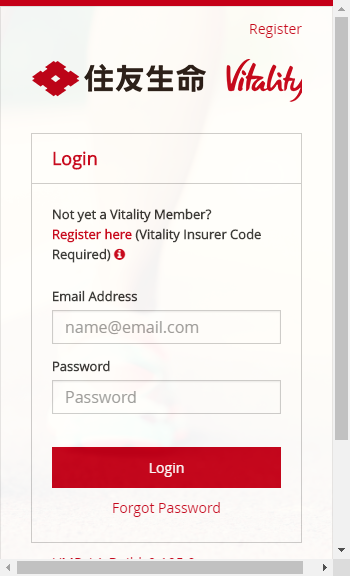 Register
住友生命 Vitality
Login
Not yet a Vitality Member?
Register here (Vitality Insurer Code
Required)
Email Address
name@email.com
Password
Password
Login
Forgot Password